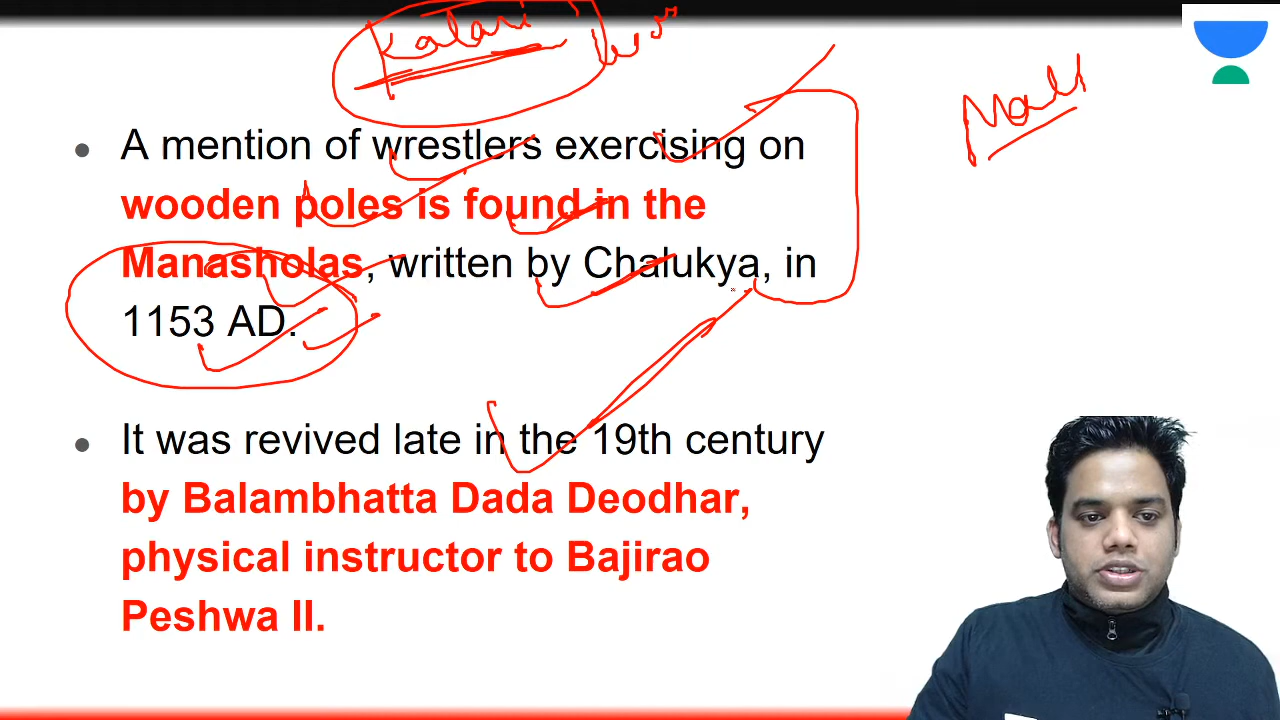 Kalari
Mall
● A mention of wrestlers exercising on
wooden poles is found in the
Manasholas, written by Chalukya, in
1153 AD.
● It was revived late in the 19th century
by Balambhatta Dada Deodhar,
physical instructor to Bajirao
Peshwa II.